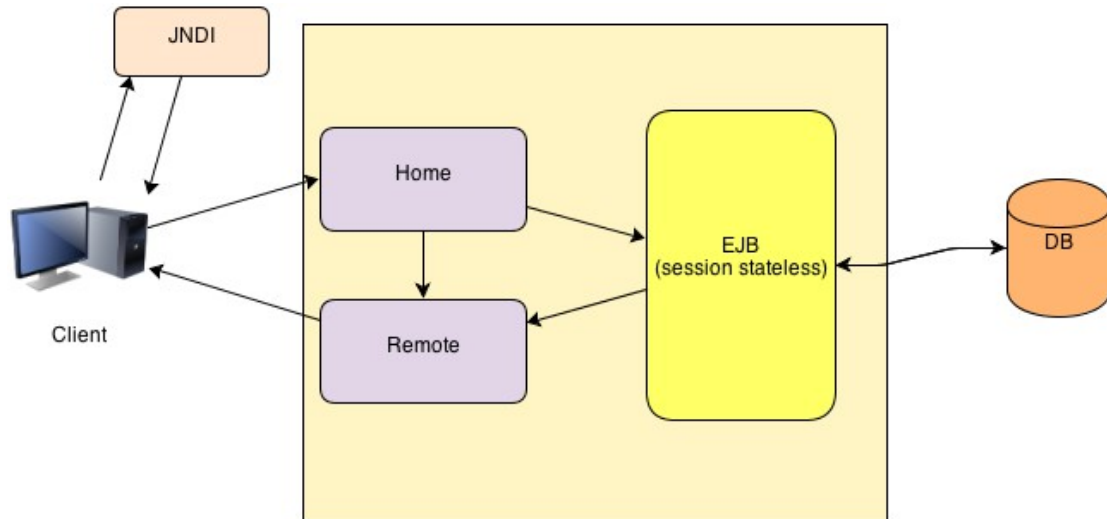 JNDI
Home
EJB
(session stateless)
DB
Remote
Client